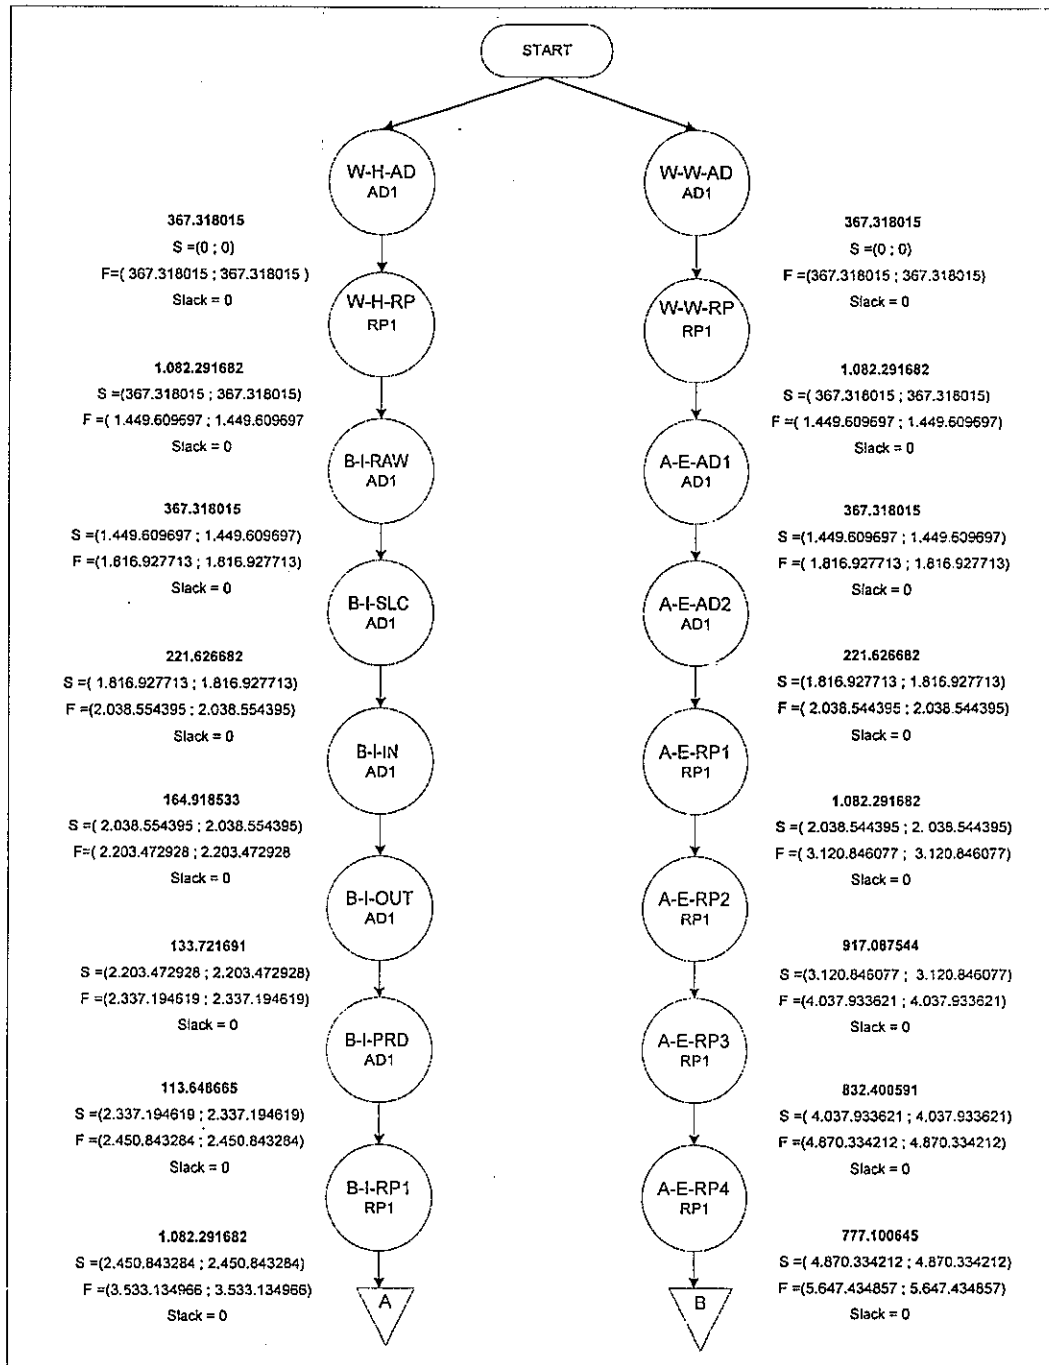 START
W-H-AD
AD1
367.318015
S =(0 ; 0)
F=( 367.318015 ; 367.318015 )
Slack = 0
W-H-RP
RP1
1.082.291682
S =(367.318015 ; 367.318015)
F =( 1.449.609697 ; 1.449.609697
Slack = 0
B-I-RAW
AD1
367.318015
S =(1.449.609697 ; 1.449.609697)
F =(1.816.927713 ; 1.816.927713)
Slack = 0
B-I-SLC
AD1
221.626682
S =( 1.816.927713 ; 1.816.927713)
F =(2.038.554395 ; 2.038.554395)
Slack = 0
B-I-IN
AD1
164.918533
S =( 2.038.554395 ; 2.038.554395)
F=( 2.203.472928 ; 2.203.472928
Slack = 0
B-I-OUT
AD1
133.721691
S =(2.203.472928 ; 2.203.472928)
F =(2.337.194619 ; 2.337.194619)
Slack = 0
B-I-PRD
AD1
113.648665
S =(2.337.194619 ; 2.337.194619)
F =(2.450.843284 ; 2.450.843284)
Slack = 0
B-I-RP1
RP1
1.082.291682
S =(2.450.843284 ; 2.450.843284)
F =(3.533.134966 ; 3.533.134966)
Slack = 0
A
W-W-AD
AD1
367.318015
S =(0 ; 0)
F =(367.318015 ; 367.318015)
Slack = 0
W-W-RP
RP1
1.082.291682
S =( 367.318015 ; 367.318015)
F =( 1.449.609697 ; 1.449.609697)
Slack = 0
A-E-AD1
AD1
367.318015
S =(1.449.609697 ; 1.449.609697)
F =( 1.816.927713 ; 1.816.927713)
Slack = 0
A-E-AD2
AD1
221.626682
S =(1.816.927713 ; 1.816.927713)
F =( 2.038.544395 ; 2.038.544395)
Slack = 0
A-E-RP1
RP1
1.082.291682
S =( 2.038.544395 ; 2. 038.544395)
F =( 3.120.846077 ; 3.120.846077)
Slack = 0
A-E-RP2
RP1
917.087544
S =(3.120.846077 ; 3.120.846077)
F =(4.037.933621 ; 4.037.933621)
Slack = 0
A-E-RP3
RP1
832.400591
S =( 4.037.933621 ; 4.037.933621)
F =(4.870.334212 ; 4.870.334212)
Slack = 0
A-E-RP4
RP1
777.100645
S =( 4.870.334212 ; 4.870.334212)
F =(5.647.434857 ; 5.647.434857)
Slack = 0
B